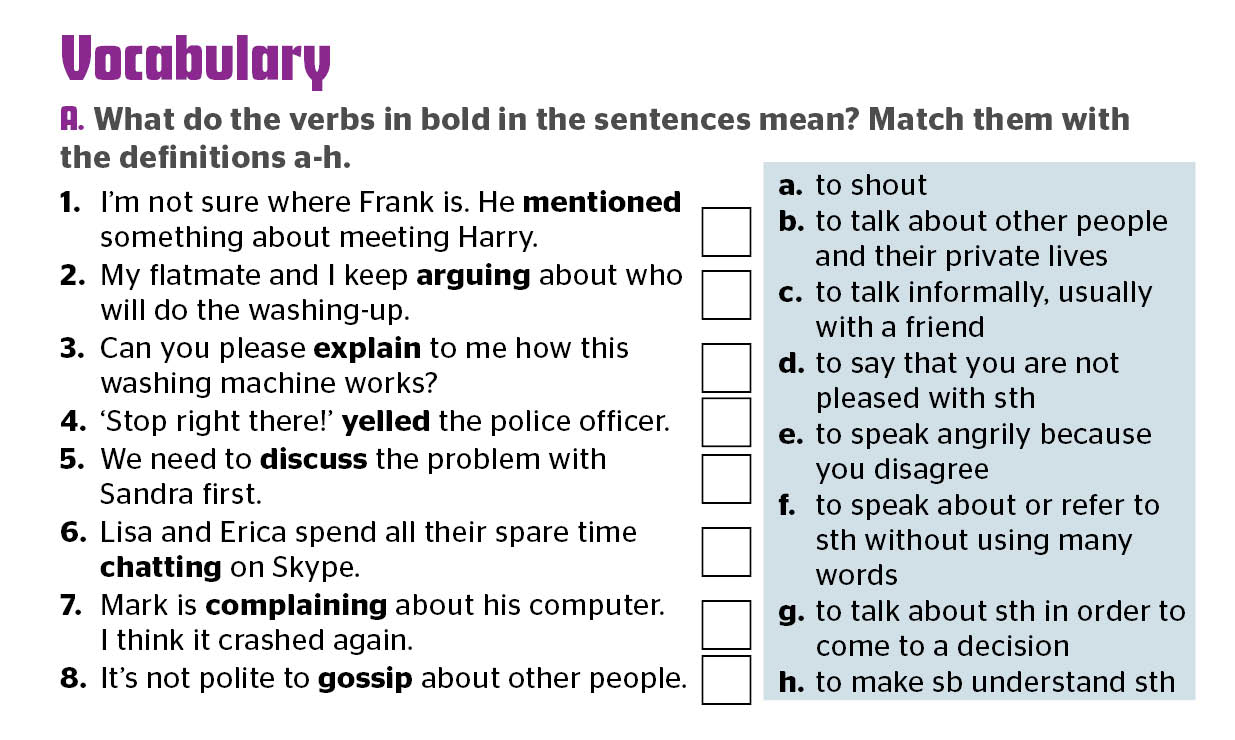 Vocabulary
A. What do the verbs in bold in the sentences mean? Match them with
the definitions a-h.
1. I’m not sure where Frank is. He mentioned
something about meeting Harry.
2. My flatmate and I keep arguing about who
will do the washing-up.
3. Can you please explain to me how this
washing machine works?
4. ‘Stop right there!’ yelled the police officer.
5. We need to discuss the problem with
Sandra first.
6. Lisa and Erica spend all their spare time
chatting on Skype.
7. Mark is complaining about his computer.
I think it crashed again.
8. It’s not polite to gossip about other people.
a. to shout
b. to talk about other people
and their private lives
c. to talk informally, usually
with a friend
d. to say that you are not
pleased with sth
e. to speak angrily because
you disagree
f. to speak about or refer to
sth without using many
words
g. to talk about sth in order to
come to a decision
h. to make sb understand sth